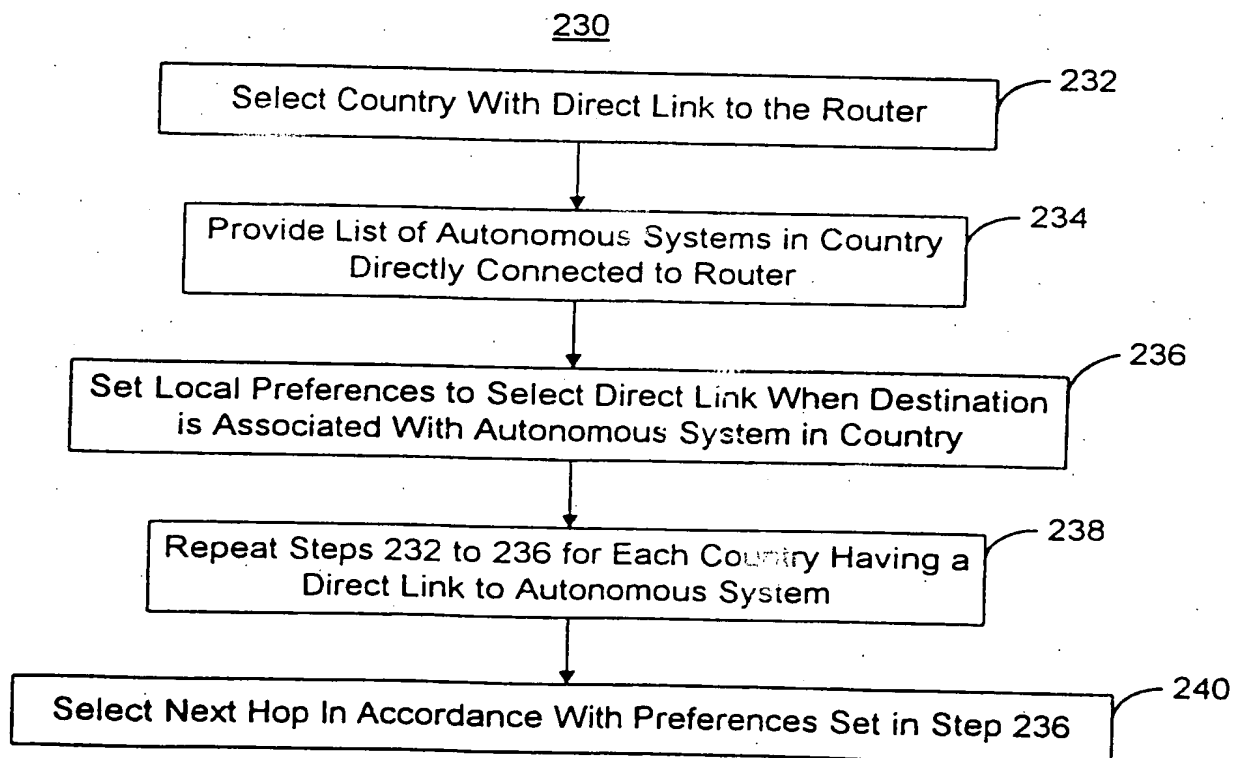 230
Select Country With Direct Link to the Router
232
Provide List of Autonomous Systems in Country
Directly Connected to Router
234
Set Local Preferences to Select Direct Link When Destination
is Associated With Autonomous System in Country
236
Repeat Steps 232 to 236 for Each Country Having a
Direct Link to Autonomous System
238
Select Next Hop In Accordance With Preferences Set in Step 236
240